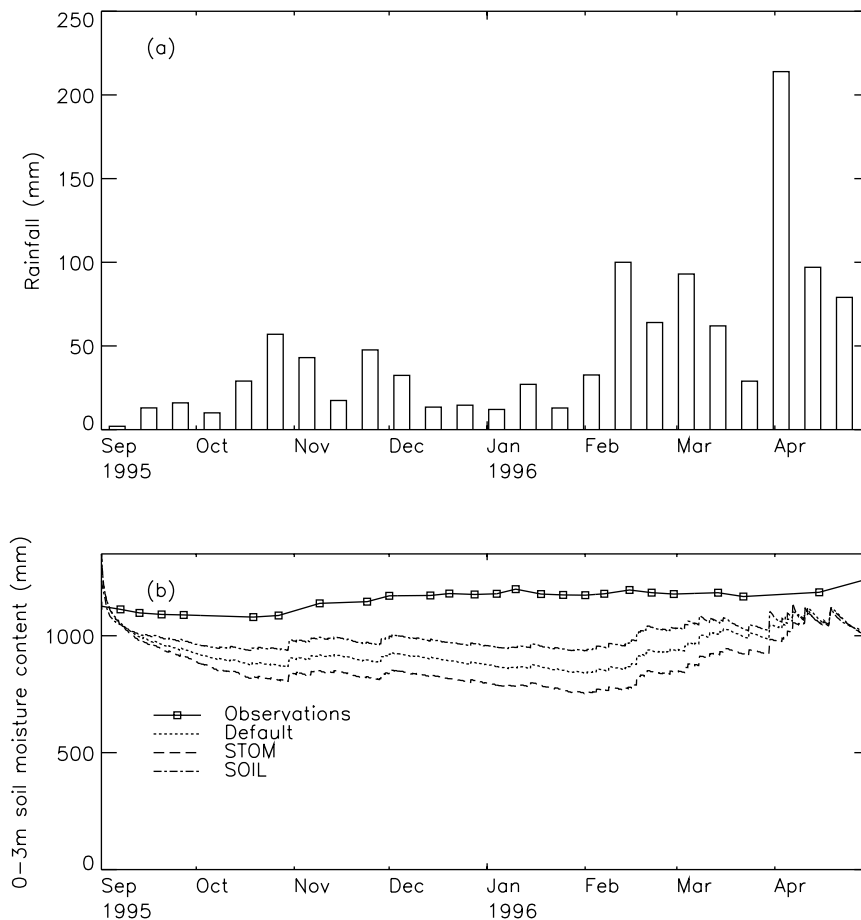 250
(a)
200
150
Rainfall (mm)
100
50
0
Sep Oct Nov Dec Jan Feb Mar Apr
1995 1996
(b)
0-3m soil moisture content (mm)
1000
Observations
Default
STOM
SOIL
500
0
Sep Oct Nov Dec Jan Feb Mar Apr
1995 1996